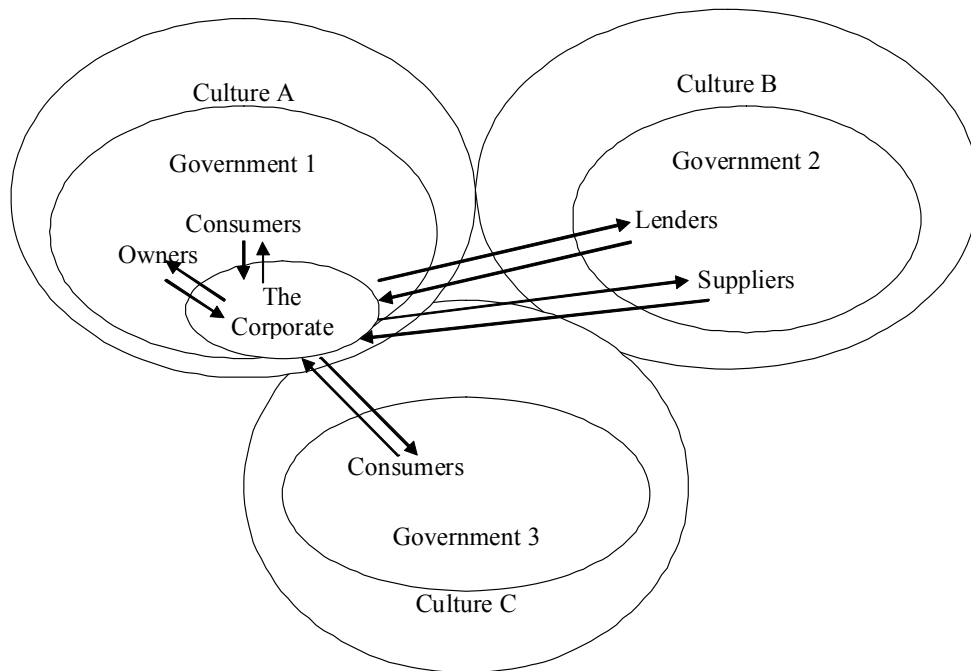 Culture A
Government 1
Consumers
Owners
The
Corporate
Culture B
Government 2
Lenders
Suppliers
Consumers
Government 3
Culture C